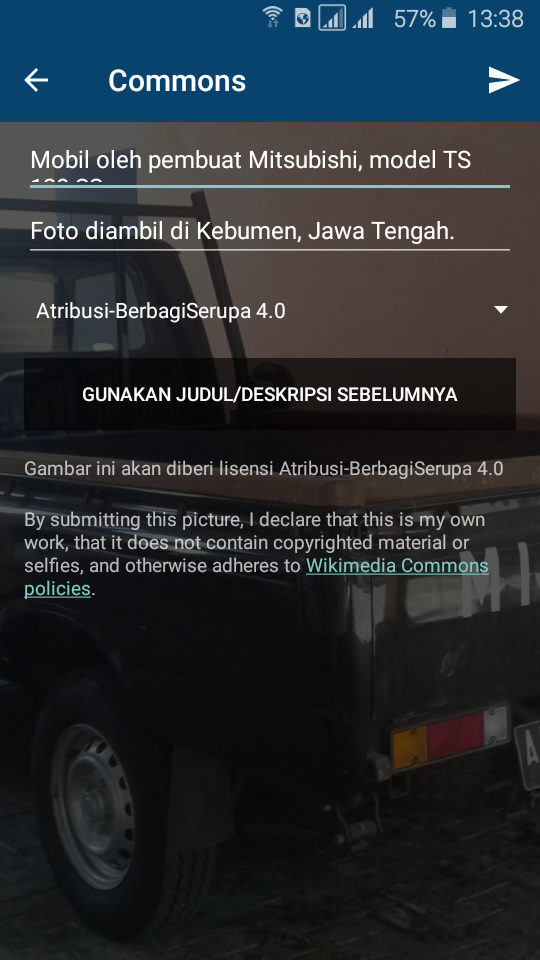 57% 13:38
Commons
Mobil oleh pembuat Mitsubishi, model TS
Foto diambil di Kebumen, Jawa Tengah.
Atribusi-BerbagiSerupa 4.0
GUNAKAN JUDUL/DESKRIPSI SEBELUMNYA
Gambar ini akan diberi lisensi Atribusi-BerbagiSerupa 4.0
By submitting this picture, I declare that this is my own
work, that it does not contain copyrighted material or
selfies, and otherwise adheres to Wikimedia Commons
policies.